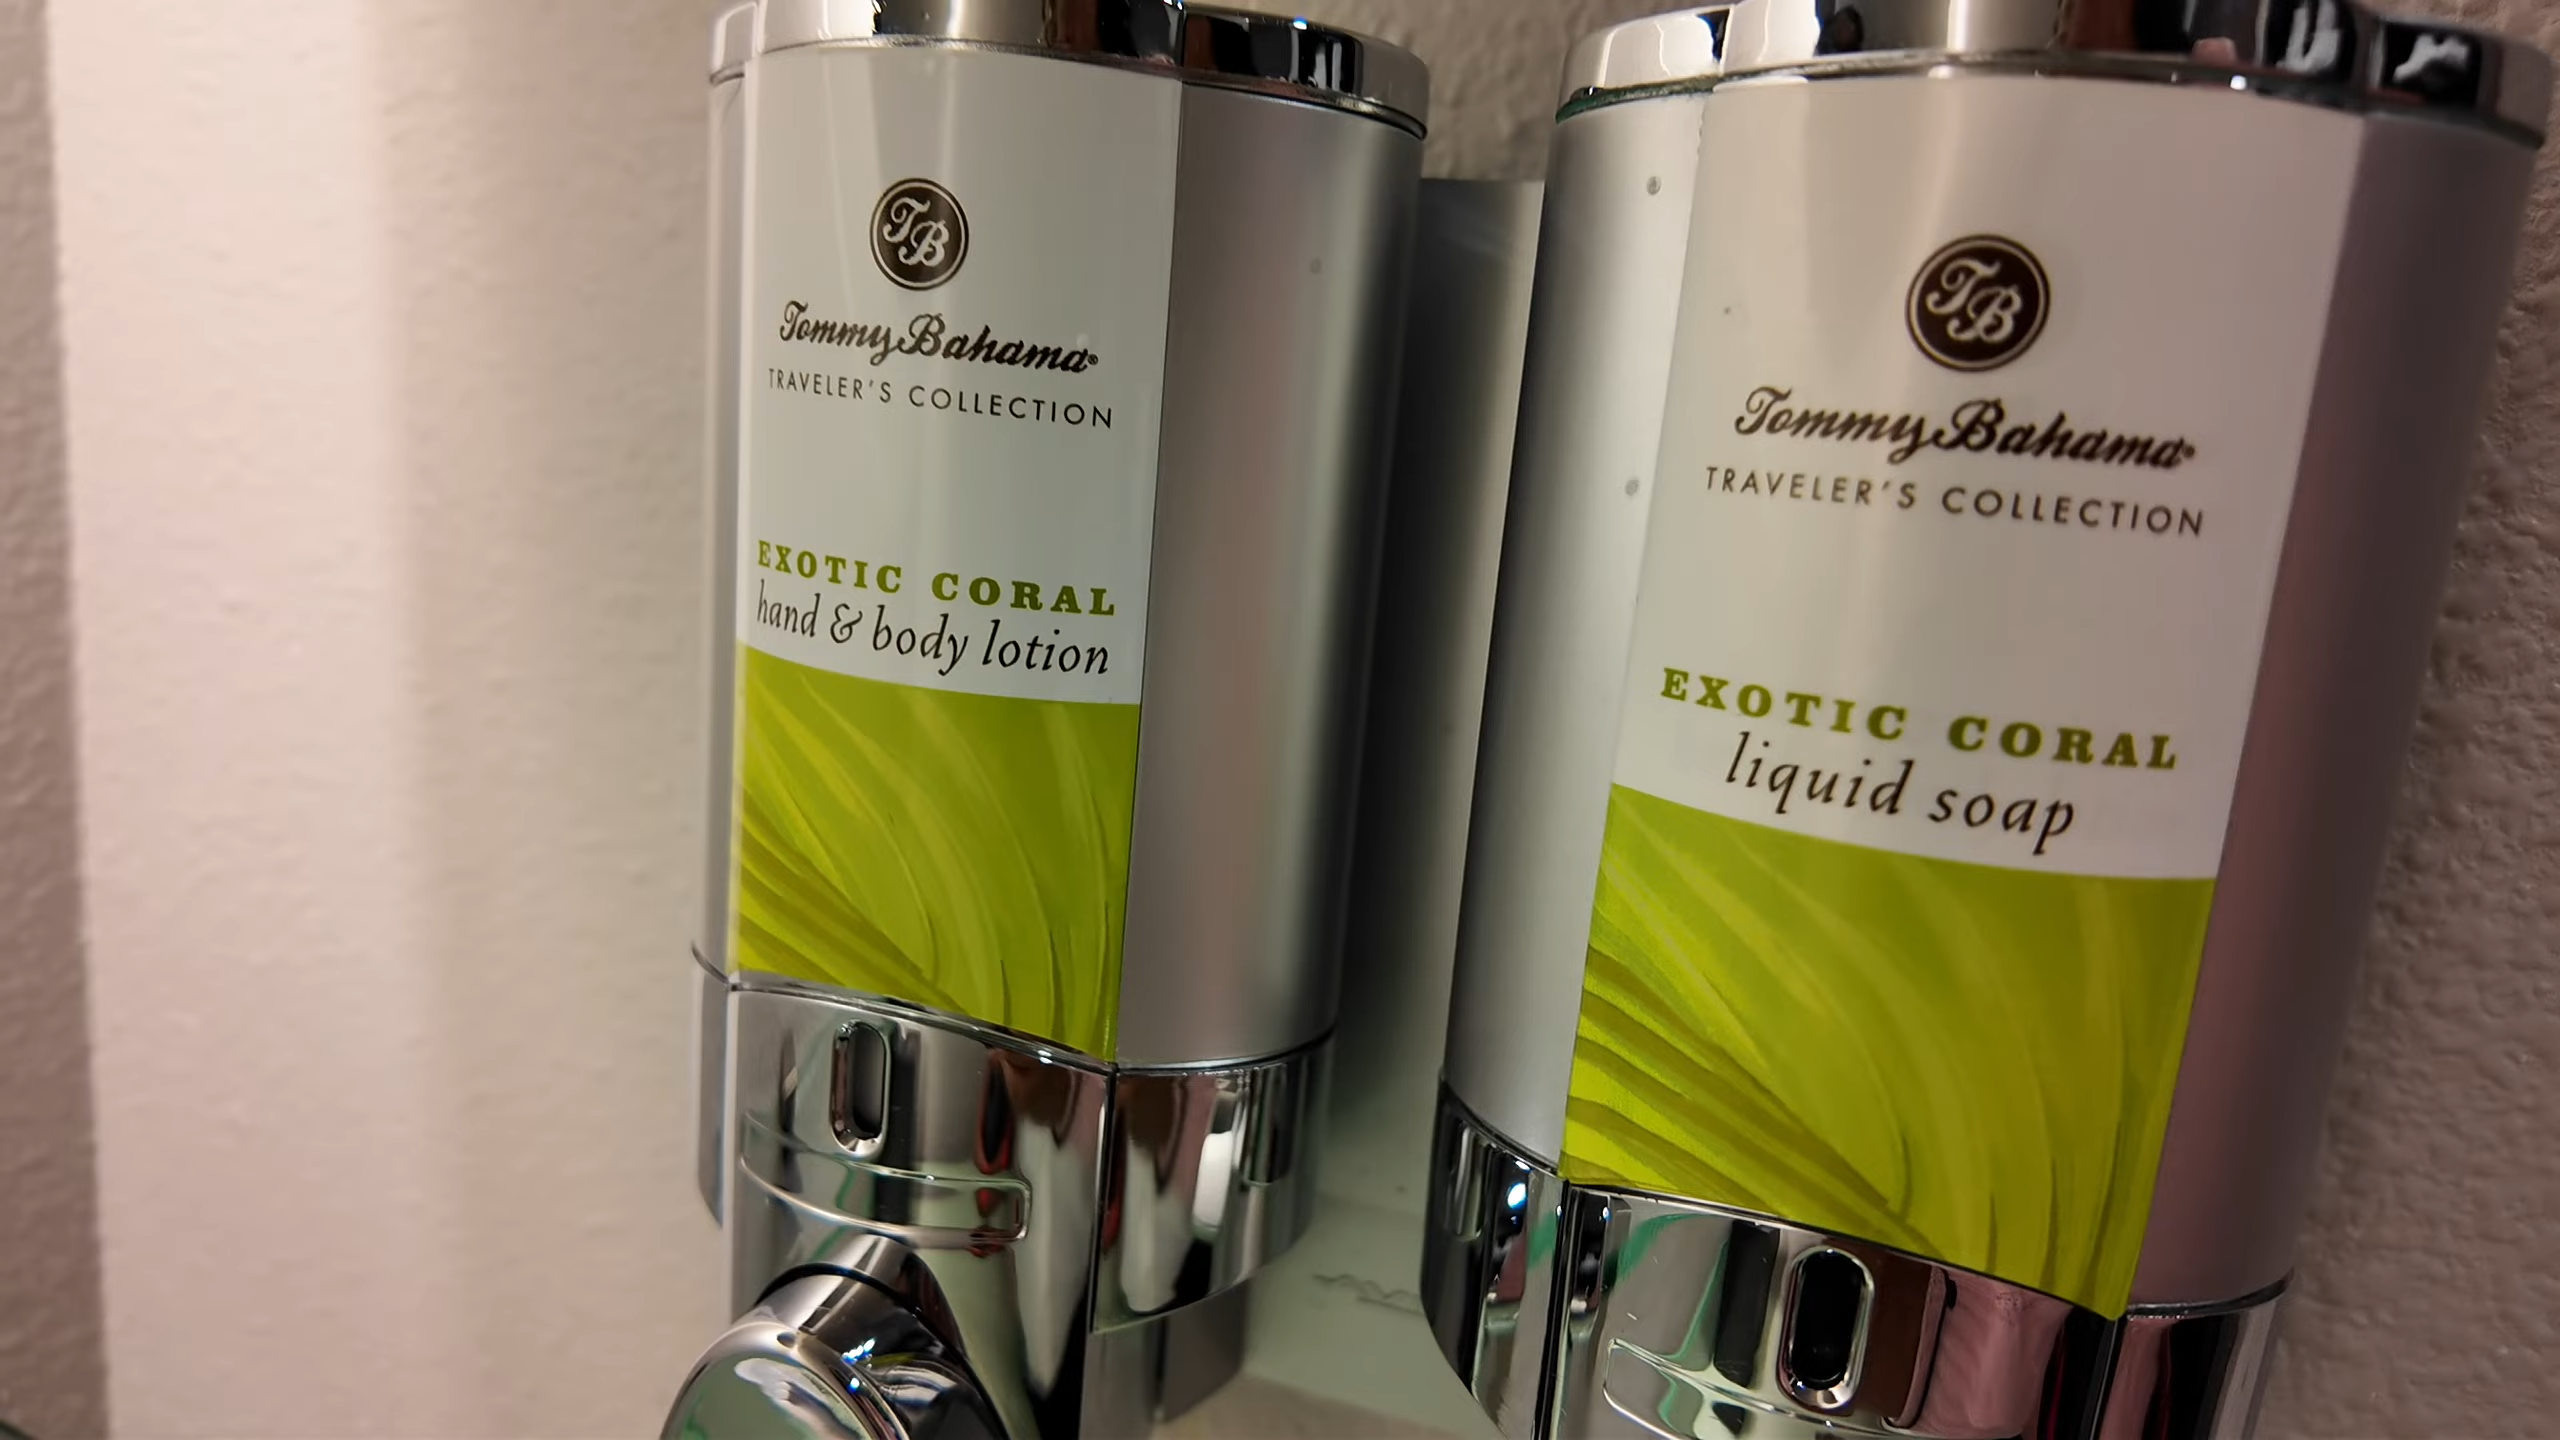 TB
Tommy Bahama®
TRAVELER'S COLLECTION
EXOTIC CORAL
hand & body lotion
TB
Tommy Bahama®
TRAVELER'S COLLECTION
EXOTIC CORAL
liquid soap